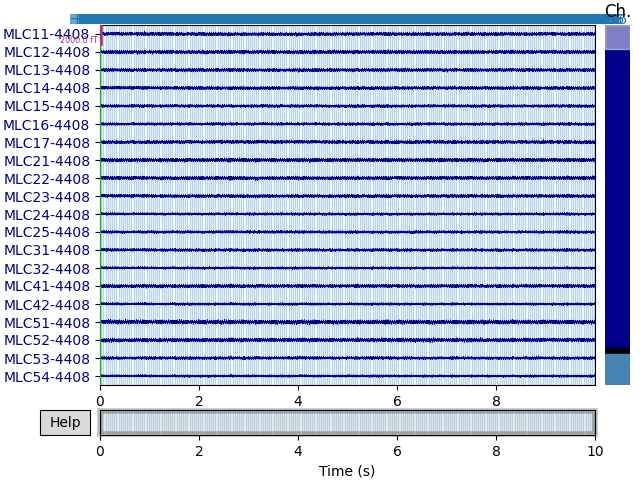 Ch.
MLC11-4408
MLC12-4408
MLC13-4408
MLC14-4408
MLC15-4408
MLC16-4408
MLC17-4408
MLC21-4408
MLC22-4408
MLC23-4408
MLC24-4408
MLC25-4408
MLC31-4408
MLC32-4408
MLC41-4408
MLC42-4408
MLC51-4408
MLC52-4408
MLC53-4408
MLC54-4408
0 2 4 6 8
Help
0 2 4 6 8 10
Time (s)